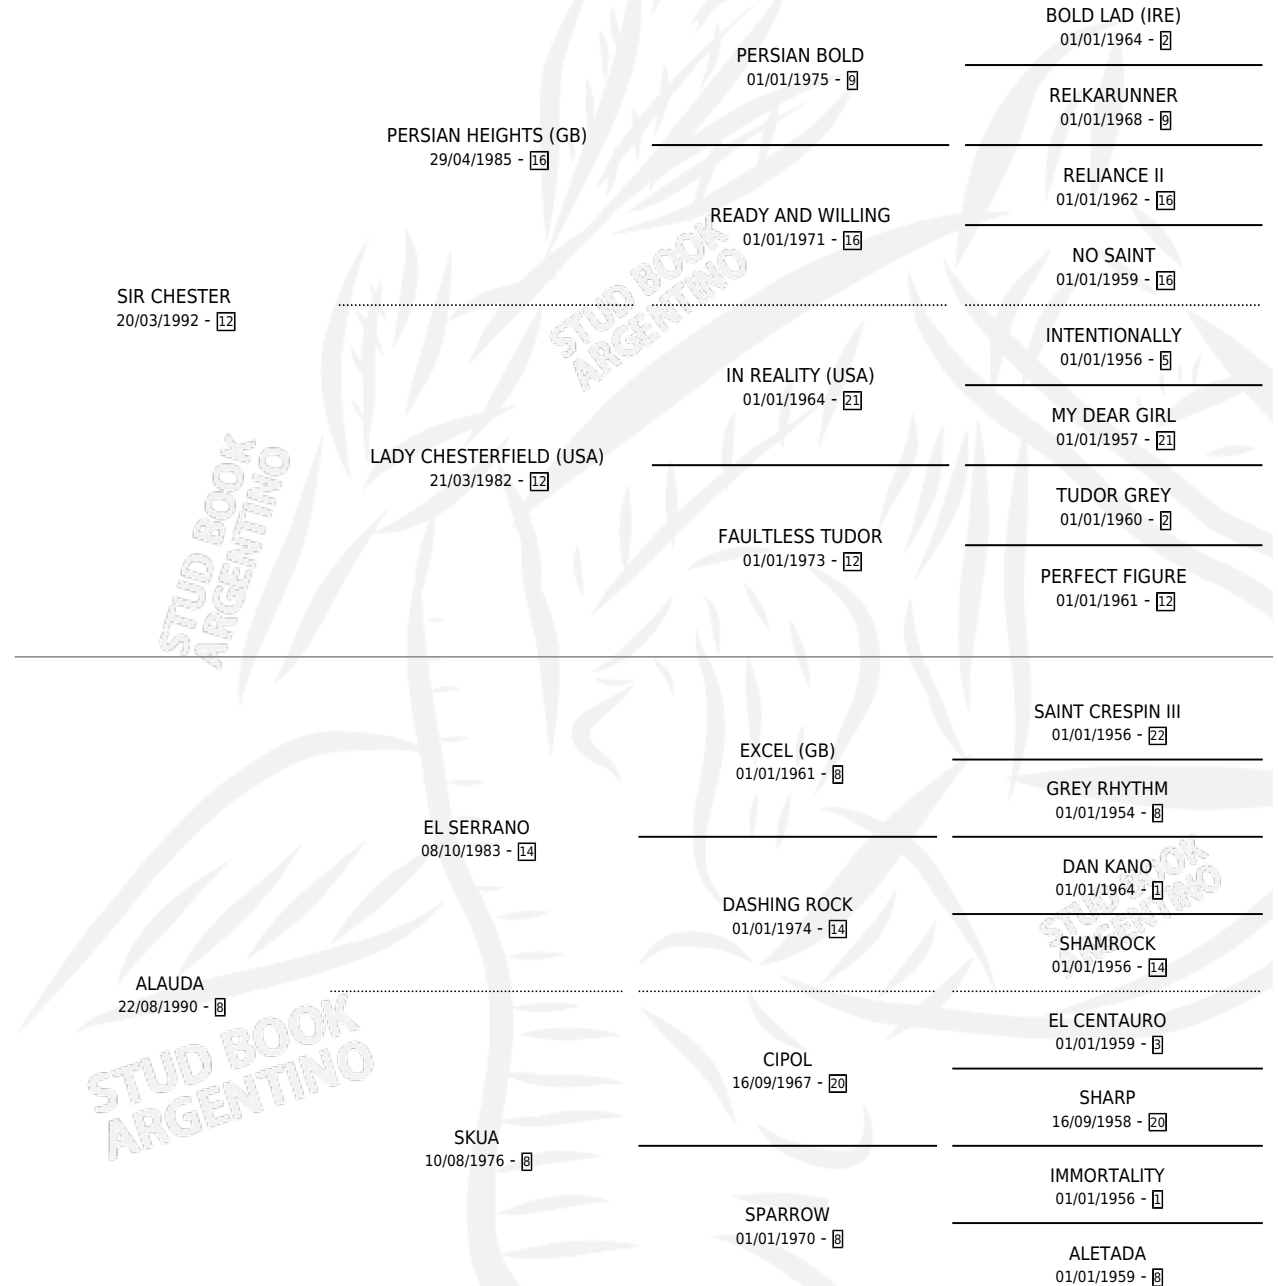 BOLD LAD (IRE)
01/01/1964 - 2
PERSIAN BOLD
01/01/1975 - 9
RELKARUNNER
01/01/1968 - 9
PERSIAN HEIGHTS (GB)
29/04/1985 - 16
RELIANCE II
01/01/1962 - 16
READY AND WILLING
01/01/1971 - 16
NO SAINT
01/01/1959 - 16
SIR CHESTER
20/03/1992 - 12
STUD BOOK
ARGENTINO
INTENTIONALLY
01/01/1956 - 5
IN REALITY (USA)
01/01/1964 - 21
MY DEAR GIRL
01/01/1957 - 21
LADY CHESTERFIELD (USA)
21/03/1982 - 12
TUDOR GREY
01/01/1960 - 2
FAULTLESS TUDOR
01/01/1973 - 12
PERFECT FIGURE
01/01/1961 - 12
STUD BOOK
ARGENTINO
SAINT CRESPIN III
01/01/1956 - 22
EXCEL (GB)
01/01/1961 - 8
GREY RHYTHM
01/01/1954 - 8
EL SERRANO
08/10/1983 - 14
DAN KANO
01/01/1964 - 1
DASHING ROCK
01/01/1974 - 14
SHAMROCK
01/01/1956 - 14
STUD BOOK
ARGENTINO
ALAUDA
22/08/1990 - 8
EL CENTAURO
01/01/1959 - 3
CIPOL
16/09/1967 - 20
SHARP
16/09/1958 - 20
STUD BOOK
ARGENTINO
SKUA
10/08/1976 - 8
IMMORTALITY
01/01/1956 - 1
SPARROW
01/01/1970 - 8
ALETADA
01/01/1959 - 8